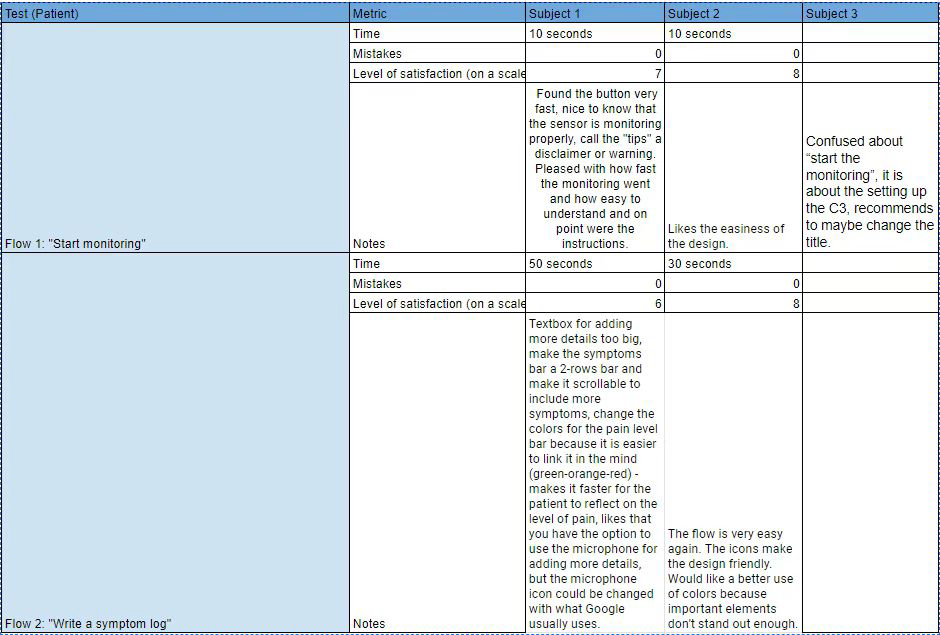 Test (Patient) Metric Subject 1 Subject 2 Subject 3
Time 10 seconds 10 seconds
Mistakes 0 0
Level of satisfaction (on a scale 7 8
Flow 1: "Start monitoring"
Notes
Found the button very
fast, nice to know that
the sensor is monitoring
properly, call the "tips" a
disclaimer or warning.
Pleased with how fast
the monitoring went
and how easy to
understand and on
point were the
instructions.
Likes the easiness of
the design.
Confused about
“start the
monitoring”, it is
about the setting up
the C3, recommends
to maybe change the
title.
Time 50 seconds 30 seconds
Mistakes 0 0
Level of satisfaction (on a scale 6 8
Flow 2: "Write a symptom log"
Notes
Textbox for adding
more details too big,
make the symptoms
bar a 2-rows bar and
make it scrollable to
include more
symptoms, change the
colors for the pain level
bar because it is easier
to link it in the mind
(green-orange-red) -
makes it faster for the
patient to reflect on the
level of pain, likes that
you have the option to
use the microphone for
adding more details,
but the microphone
icon could be changed
with what Google
usually uses.
The flow is very easy
again. The icons make
the design friendly.
Would like a better use
of colors because
important elements
don't stand out enough.